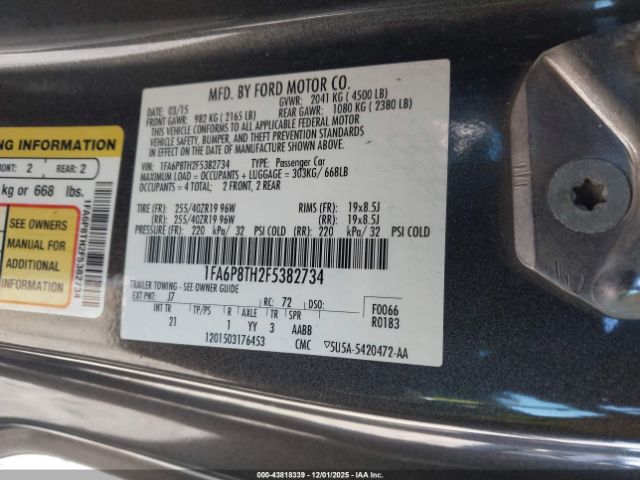 MFD. BY FORD MOTOR CO.
DATE: 03/15 GVWR: 2041 KG ( 4500 LB)
FRONT GAWR: 982 KG ( 2165 LB) REAR GAWR: 1080 KG ( 2380 LB)
THIS VEHICLE CONFORMS TO ALL APPLICABLE FEDERAL MOTOR
VEHICLE SAFETY, BUMPER, AND THEFT PREVENTION STANDARDS
IN EFFECT ON THE DATE OF MANUFACTURE SHOWN ABOVE.
VIN: 1FA6P8TH2F5382734 TYPE: Passenger Car
MAXIMUM LOAD = OCCUPANTS + LUGGAGE = 303KG/ 668LB
OCCUPANTS = 4 TOTAL; 2 FRONT, 2 REAR
TIRE (FR): 255/40ZR19 96W RIMS (FR): 19x8.5J
(RR): 255/40ZR19 96W (RR): 19x8.5J
PRESSURE (FR): 220 kPa/ 32 PSI COLD (RR): 220 kPa/ 32 PSI COLD
1FA6P8TH2F5382734
TRAILER TOWING - SEE OWNER GUIDE
EXT PNT: J7 RC: 72 DSO: F0066
INT TR TP/PS R AXLE TR SPR R0183
21 1 YY 3 AABB
1201503176453 CMC 5U5A-5420472-AA
NG INFORMATION
ONT: 2 REAR: 2
kg or 668 lbs.
SEE OWNERS
MANUAL FOR
ADDITIONAL
INFORMATION
1FA6P8TH2F5382734
000-43818339 - 12/01/2025 - IAAI.CA